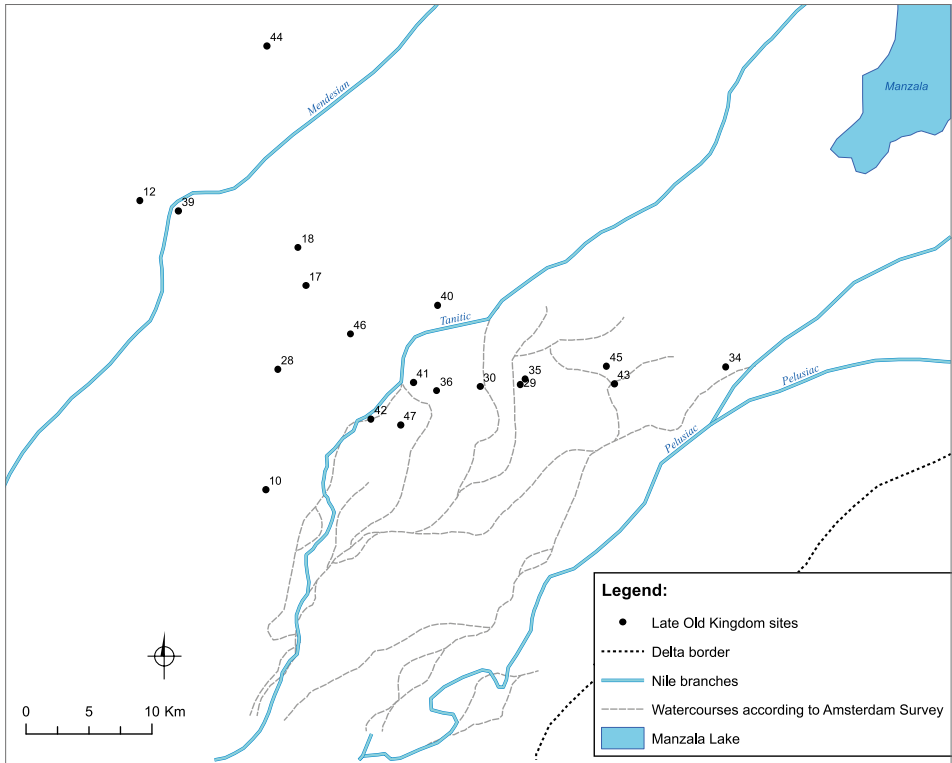 44
Mendesian
Manzala
12
39
18
17
40
Tanitic
46
28
41
36
30
35
29
45
43
34
Pelusiac
42
47
Pelusiac
10
Legend:
Late Old Kingdom sites
Delta border
Nile branches
Watercourses according to Amsterdam Survey
Manzala Lake
0 5 10 Km